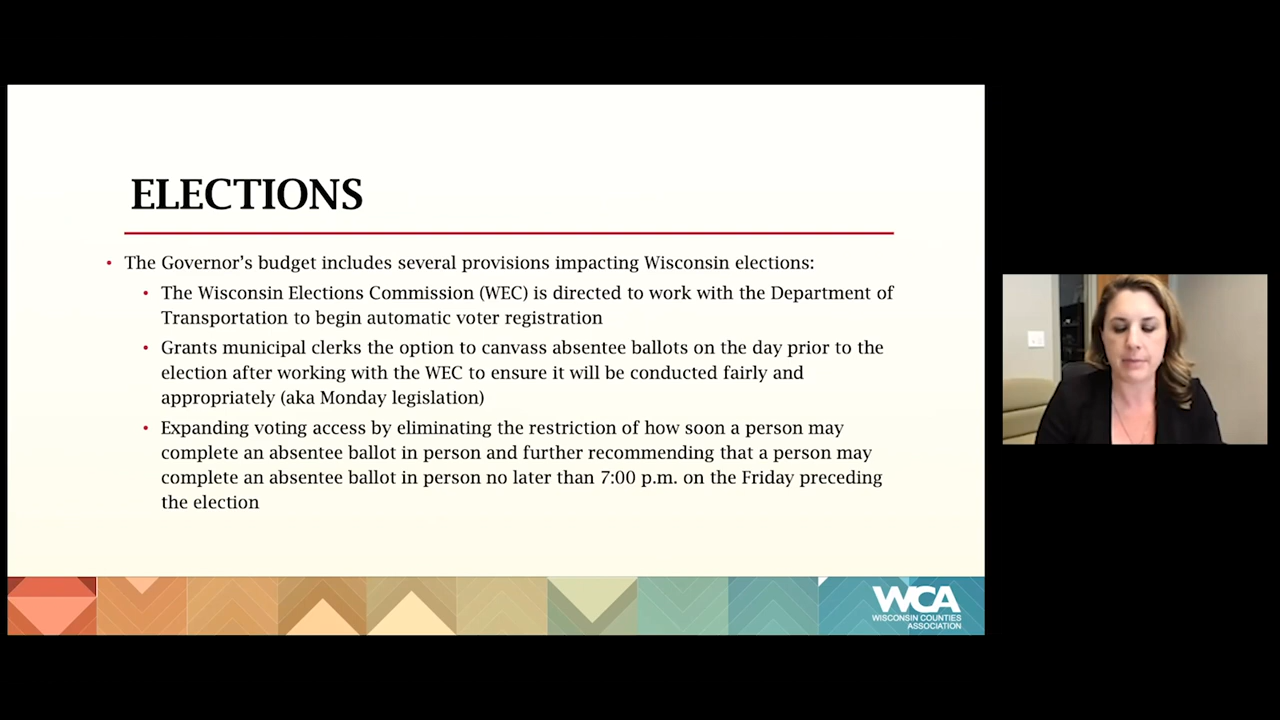 ELECTIONS
• The Governor’s budget includes several provisions impacting Wisconsin elections:
• The Wisconsin Elections Commission (WEC) is directed to work with the Department of
Transportation to begin automatic voter registration
• Grants municipal clerks the option to canvass absentee ballots on the day prior to the
election after working with the WEC to ensure it will be conducted fairly and
appropriately (aka Monday legislation)
• Expanding voting access by eliminating the restriction of how soon a person may
complete an absentee ballot in person and further recommending that a person may
complete an absentee ballot in person no later than 7:00 p.m. on the Friday preceding
the election
WCA
WISCONSIN COUNTIES
ASSOCIATION